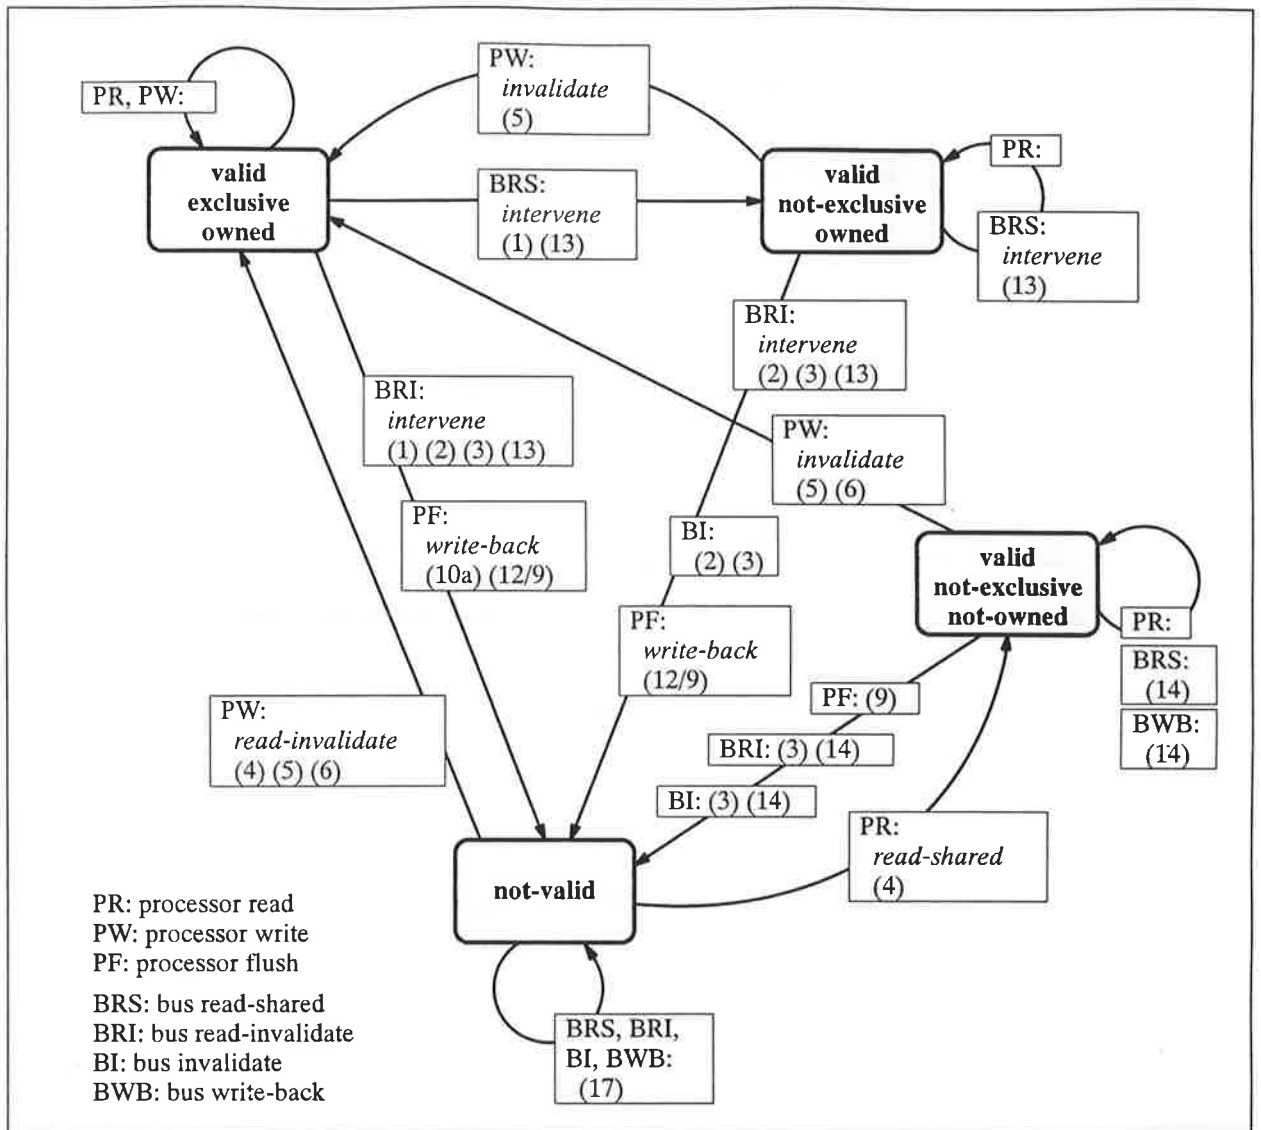 PW:
invalidate
(5)
PR, PW:
valid
exclusive
owned
BRS:
intervene
(1) (13)
valid
not-exclusive
owned
PR:
BRS:
intervene
(13)
BRI:
intervene
(2) (3) (13)
BRI:
intervene
(1) (2) (3) (13)
PW:
invalidate
(5) (6)
PF:
write-back
(10a) (12/9)
BI:
(2) (3)
valid
not-exclusive
not-owned
PR:
BRS:
(14)
BWB:
(14)
PF:
write-back
(12/9)
PF: (9)
BRI: (3) (14)
BI: (3) (14)
PW:
read-invalidate
(4) (5) (6)
PR:
read-shared
(4)
not-valid
BRS, BRI,
BI, BWB:
(17)
PR: processor read
PW: processor write
PF: processor flush
BRS: bus read-shared
BRI: bus read-invalidate
BI: bus invalidate
BWB: bus write-back